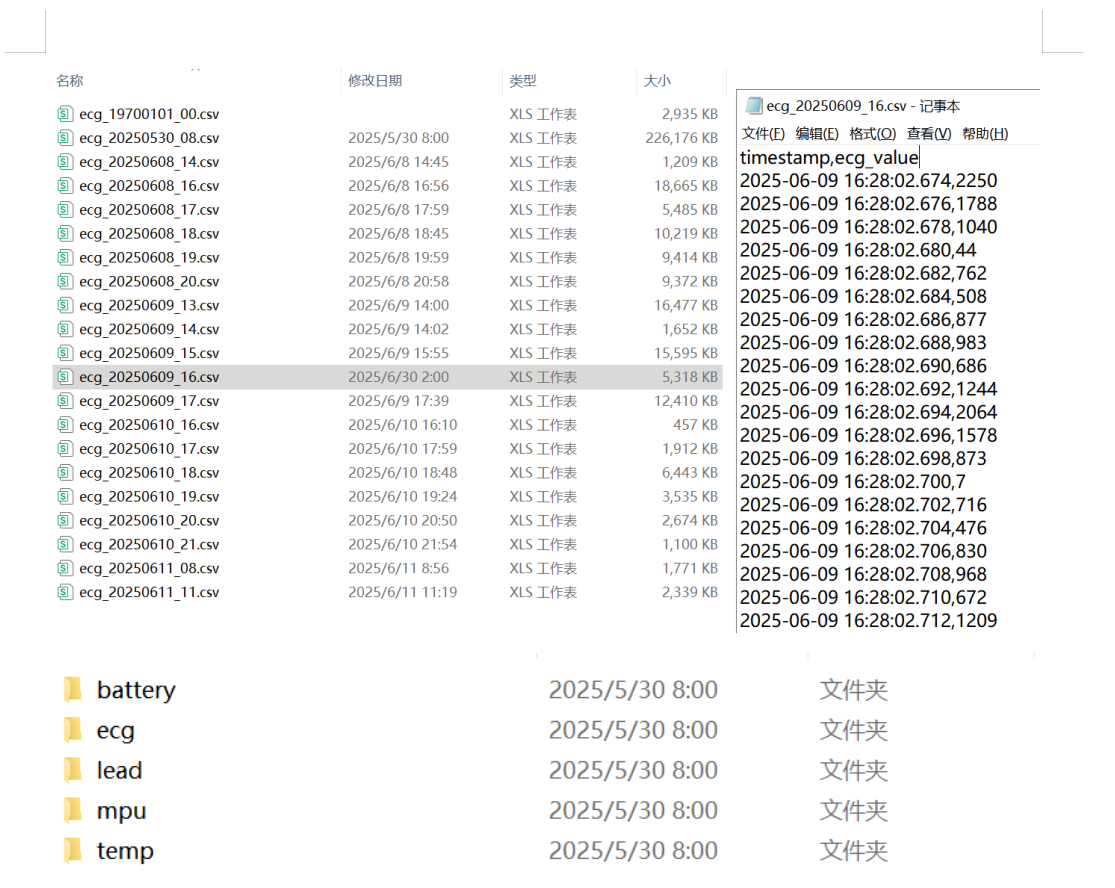 名称 修改日期 类型 大小
ecg_19700101_00.csv XLS 工作表 2,935 KB
ecg_20250530_08.csv 2025/5/30 8:00 XLS 工作表 226,176 KB
ecg_20250608_14.csv 2025/6/8 14:45 XLS 工作表 1,209 KB
ecg_20250608_16.csv 2025/6/8 16:56 XLS 工作表 18,665 KB
ecg_20250608_17.csv 2025/6/8 17:59 XLS 工作表 5,485 KB
ecg_20250608_18.csv 2025/6/8 18:45 XLS 工作表 10,219 KB
ecg_20250608_19.csv 2025/6/8 19:59 XLS 工作表 9,414 KB
ecg_20250608_20.csv 2025/6/8 20:58 XLS 工作表 9,372 KB
ecg_20250609_13.csv 2025/6/9 14:00 XLS 工作表 16,477 KB
ecg_20250609_14.csv 2025/6/9 14:02 XLS 工作表 1,652 KB
ecg_20250609_15.csv 2025/6/9 15:55 XLS 工作表 15,595 KB
ecg_20250609_16.csv 2025/6/30 2:00 XLS 工作表 5,318 KB
ecg_20250609_17.csv 2025/6/9 17:39 XLS 工作表 12,410 KB
ecg_20250610_16.csv 2025/6/10 16:10 XLS 工作表 457 KB
ecg_20250610_17.csv 2025/6/10 17:59 XLS 工作表 1,912 KB
ecg_20250610_18.csv 2025/6/10 18:48 XLS 工作表 6,443 KB
ecg_20250610_19.csv 2025/6/10 19:24 XLS 工作表 3,535 KB
ecg_20250610_20.csv 2025/6/10 20:50 XLS 工作表 2,674 KB
ecg_20250610_21.csv 2025/6/10 21:54 XLS 工作表 1,100 KB
ecg_20250611_08.csv 2025/6/11 8:56 XLS 工作表 1,771 KB
ecg_20250611_11.csv 2025/6/11 11:19 XLS 工作表 2,339 KB
ecg_20250609_16.csv - 记事本
文件(F) 编辑(E) 格式(O) 查看(V) 帮助(H)
timestamp,ecg_value
2025-06-09 16:28:02.674,2250
2025-06-09 16:28:02.676,1788
2025-06-09 16:28:02.678,1040
2025-06-09 16:28:02.680,44
2025-06-09 16:28:02.682,762
2025-06-09 16:28:02.684,508
2025-06-09 16:28:02.686,877
2025-06-09 16:28:02.688,983
2025-06-09 16:28:02.690,686
2025-06-09 16:28:02.692,1244
2025-06-09 16:28:02.694,2064
2025-06-09 16:28:02.696,1578
2025-06-09 16:28:02.698,873
2025-06-09 16:28:02.700,7
2025-06-09 16:28:02.702,716
2025-06-09 16:28:02.704,476
2025-06-09 16:28:02.706,830
2025-06-09 16:28:02.708,968
2025-06-09 16:28:02.710,672
2025-06-09 16:28:02.712,1209
battery 2025/5/30 8:00 文件夹
ecg 2025/5/30 8:00 文件夹
lead 2025/5/30 8:00 文件夹
mpu 2025/5/30 8:00 文件夹
temp 2025/5/30 8:00 文件夹